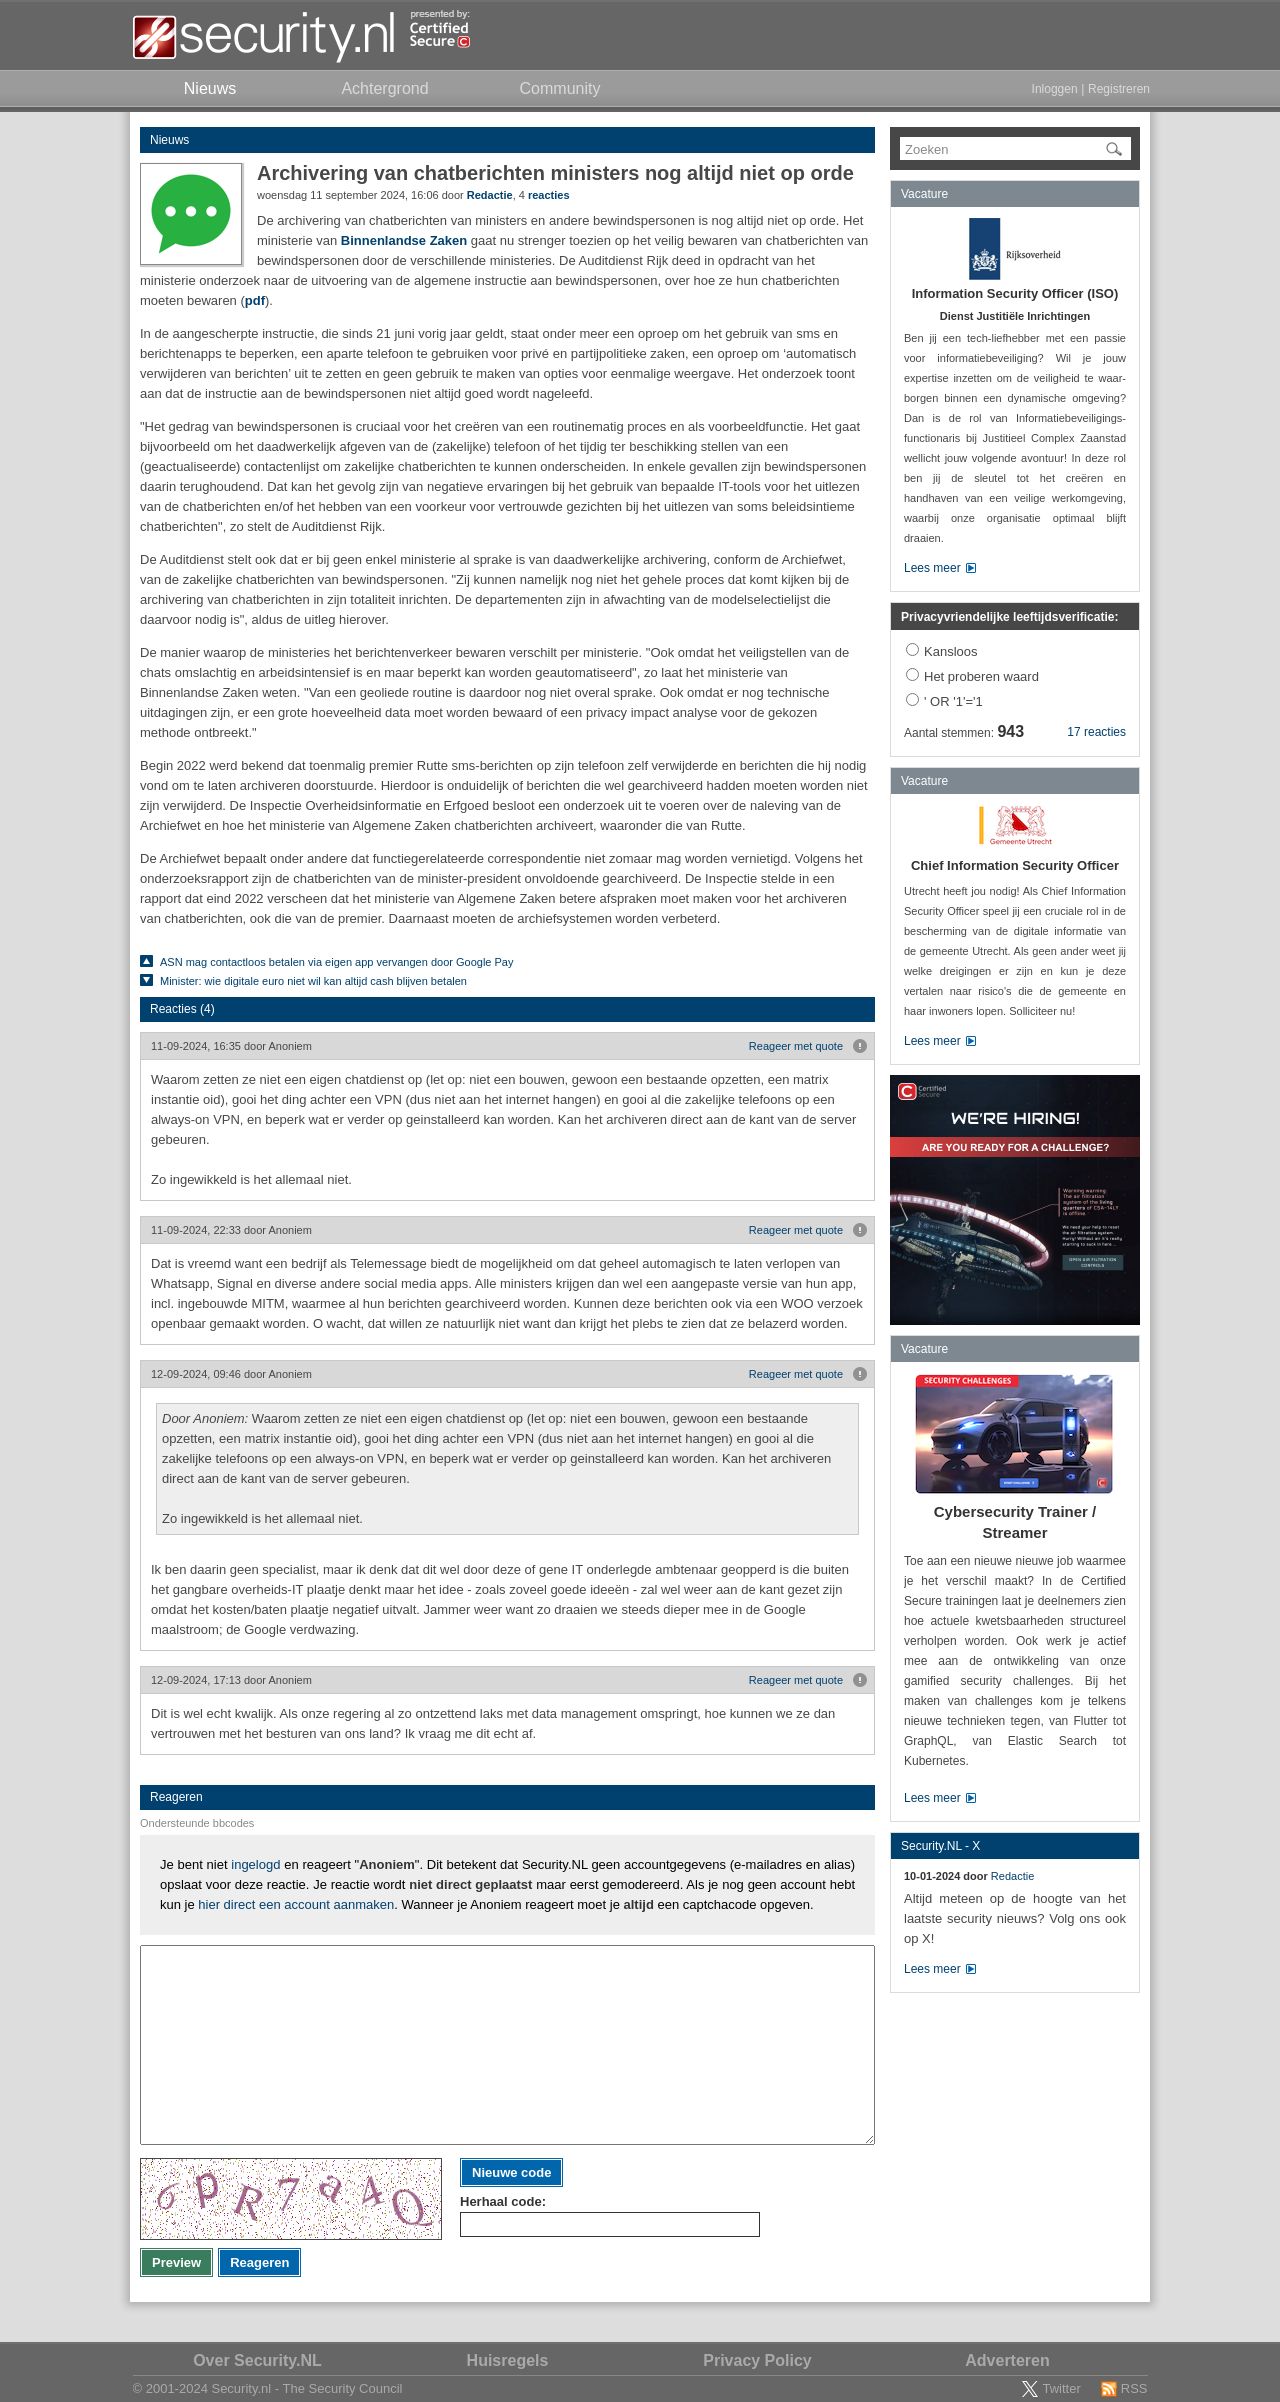 security.nl
presented by:
Certified
Secure
Nieuws
Achtergrond
Community
Inloggen | Registreren
Nieuws
Archivering van chatberichten ministers nog altijd niet op orde
woensdag 11 september 2024, 16:06 door Redactie, 4 reacties
De archivering van chatberichten van ministers en andere bewindspersonen is nog altijd niet op orde. Het
ministerie van Binnenlandse Zaken gaat nu strenger toezien op het veilig bewaren van chatberichten van
bewindspersonen door de verschillende ministeries. De Auditdienst Rijk deed in opdracht van het
ministerie onderzoek naar de uitvoering van de algemene instructie aan bewindspersonen, over hoe ze hun chatberichten
moeten bewaren (pdf).
In de aangescherpte instructie, die sinds 21 juni vorig jaar geldt, staat onder meer een oproep om het gebruik van sms en
berichtenapps te beperken, een aparte telefoon te gebruiken voor privé en partijpolitieke zaken, een oproep om ‘automatisch
verwijderen van berichten’ uit te zetten en geen gebruik te maken van opties voor eenmalige weergave. Het onderzoek toont
aan dat de instructie aan de bewindspersonen niet altijd goed wordt nageleefd.
"Het gedrag van bewindspersonen is cruciaal voor het creëren van een routinematig proces en als voorbeeldfunctie. Het gaat
bijvoorbeeld om het daadwerkelijk afgeven van de (zakelijke) telefoon of het tijdig ter beschikking stellen van een
(geactualiseerde) contactenlijst om zakelijke chatberichten te kunnen onderscheiden. In enkele gevallen zijn bewindspersonen
daarin terughoudend. Dat kan het gevolg zijn van negatieve ervaringen bij het gebruik van bepaalde IT-tools voor het uitlezen
van de chatberichten en/of het hebben van een voorkeur voor vertrouwde gezichten bij het uitlezen van soms beleidsintieme
chatberichten", zo stelt de Auditdienst Rijk.
De Auditdienst stelt ook dat er bij geen enkel ministerie al sprake is van daadwerkelijke archivering, conform de Archiefwet,
van de zakelijke chatberichten van bewindspersonen. "Zij kunnen namelijk nog niet het gehele proces dat komt kijken bij de
archivering van chatberichten in zijn totaliteit inrichten. De departementen zijn in afwachting van de modelselectielijst die
daarvoor nodig is", aldus de uitleg hierover.
De manier waarop de ministeries het berichtenverkeer bewaren verschilt per ministerie. "Ook omdat het veiligstellen van de
chats omslachtig en arbeidsintensief is en maar beperkt kan worden geautomatiseerd", zo laat het ministerie van
Binnenlandse Zaken weten. "Van een geoliede routine is daardoor nog niet overal sprake. Ook omdat er nog technische
uitdagingen zijn, er een grote hoeveelheid data moet worden bewaard of een privacy impact analyse voor de gekozen
methode ontbreekt."
Begin 2022 werd bekend dat toenmalig premier Rutte sms-berichten op zijn telefoon zelf verwijderde en berichten die hij nodig
vond om te laten archiveren doorstuurde. Hierdoor is onduidelijk of berichten die wel gearchiveerd hadden moeten worden niet
zijn verwijderd. De Inspectie Overheidsinformatie en Erfgoed besloot een onderzoek uit te voeren over de naleving van de
Archiefwet en hoe het ministerie van Algemene Zaken chatberichten archiveert, waaronder die van Rutte.
De Archiefwet bepaalt onder andere dat functiegerelateerde correspondentie niet zomaar mag worden vernietigd. Volgens het
onderzoeksrapport zijn de chatberichten van de minister-president onvoldoende gearchiveerd. De Inspectie stelde in een
rapport dat eind 2022 verscheen dat het ministerie van Algemene Zaken betere afspraken moet maken voor het archiveren
van chatberichten, ook die van de premier. Daarnaast moeten de archiefsystemen worden verbeterd.
ASN mag contactloos betalen via eigen app vervangen door Google Pay
Minister: wie digitale euro niet wil kan altijd cash blijven betalen
Reacties (4)
11-09-2024, 16:35 door Anoniem
Reageer met quote
Waarom zetten ze niet een eigen chatdienst op (let op: niet een bouwen, gewoon een bestaande opzetten, een matrix
instantie oid), gooi het ding achter een VPN (dus niet aan het internet hangen) en gooi al die zakelijke telefoons op een
always-on VPN, en beperk wat er verder op geinstalleerd kan worden. Kan het archiveren direct aan de kant van de server
gebeuren.
Zo ingewikkeld is het allemaal niet.
11-09-2024, 22:33 door Anoniem
Reageer met quote
Dat is vreemd want een bedrijf als Telemessage biedt de mogelijkheid om dat geheel automagisch te laten verlopen van
Whatsapp, Signal en diverse andere social media apps. Alle ministers krijgen dan wel een aangepaste versie van hun app,
incl. ingebouwde MITM, waarmee al hun berichten gearchiveerd worden. Kunnen deze berichten ook via een WOO verzoek
openbaar gemaakt worden. O wacht, dat willen ze natuurlijk niet want dan krijgt het plebs te zien dat ze belazerd worden.
12-09-2024, 09:46 door Anoniem
Reageer met quote
Door Anoniem: Waarom zetten ze niet een eigen chatdienst op (let op: niet een bouwen, gewoon een bestaande
opzetten, een matrix instantie oid), gooi het ding achter een VPN (dus niet aan het internet hangen) en gooi al die
zakelijke telefoons op een always-on VPN, en beperk wat er verder op geinstalleerd kan worden. Kan het archiveren
direct aan de kant van de server gebeuren.
Zo ingewikkeld is het allemaal niet.
Ik ben daarin geen specialist, maar ik denk dat dit wel door deze of gene IT onderlegde ambtenaar geopperd is die buiten
het gangbare overheids-IT plaatje denkt maar het idee - zoals zoveel goede ideeën - zal wel weer aan de kant gezet zijn
omdat het kosten/baten plaatje negatief uitvalt. Jammer weer want zo draaien we steeds dieper mee in de Google
maalstroom; de Google verdwazing.
12-09-2024, 17:13 door Anoniem
Reageer met quote
Dit is wel echt kwalijk. Als onze regering al zo ontzettend laks met data management omspringt, hoe kunnen we ze dan
vertrouwen met het besturen van ons land? Ik vraag me dit echt af.
Reageren
Ondersteunde bbcodes
Je bent niet ingelogd en reageert "Anoniem". Dit betekent dat Security.NL geen accountgegevens (e-mailadres en alias)
opslaat voor deze reactie. Je reactie wordt niet direct geplaatst maar eerst gemodereerd. Als je nog geen account hebt
kun je hier direct een account aanmaken. Wanneer je Anoniem reageert moet je altijd een captchacode opgeven.
6PR7a4Q
Nieuwe code
Herhaal code:
Preview
Reageren
Zoeken
Vacature
Rijksoverheid
Information Security Officer (ISO)
Dienst Justitiële Inrichtingen
Ben jij een tech-liefhebber met een passie
voor informatiebeveiliging? Wil je jouw
expertise inzetten om de veiligheid te waar-
borgen binnen een dynamische omgeving?
Dan is de rol van Informatiebeveiligings-
functionaris bij Justitieel Complex Zaanstad
wellicht jouw volgende avontuur! In deze rol
ben jij de sleutel tot het creëren en
handhaven van een veilige werkomgeving,
waarbij onze organisatie optimaal blijft
draaien.
Lees meer
Privacyvriendelijke leeftijdsverificatie:
Kansloos
Het proberen waard
' OR '1'='1
Aantal stemmen: 943
17 reacties
Vacature
Gemeente Utrecht
Chief Information Security Officer
Utrecht heeft jou nodig! Als Chief Information
Security Officer speel jij een cruciale rol in de
bescherming van de digitale informatie van
de gemeente Utrecht. Als geen ander weet jij
welke dreigingen er zijn en kun je deze
vertalen naar risico's die de gemeente en
haar inwoners lopen. Solliciteer nu!
Lees meer
Certified
Secure
WE'RE HIRING!
ARE YOU READY FOR A CHALLENGE?
Warning warning
The air filtration
system of the living
quarters of CSA-14LY
is offline.
We need your help to reset
the air filtration system.
Hurry! Without air it's really
starting to suck in here ...
OPEN AIR FILTRATION
CONTROLS
Vacature
SECURITY CHALLENGES
START CHALLENGE
Cybersecurity Trainer /
Streamer
Toe aan een nieuwe nieuwe job waarmee
je het verschil maakt? In de Certified
Secure trainingen laat je deelnemers zien
hoe actuele kwetsbaarheden structureel
verholpen worden. Ook werk je actief
mee aan de ontwikkeling van onze
gamified security challenges. Bij het
maken van challenges kom je telkens
nieuwe technieken tegen, van Flutter tot
GraphQL, van Elastic Search tot
Kubernetes.
Lees meer
Security.NL - X
10-01-2024 door Redactie
Altijd meteen op de hoogte van het
laatste security nieuws? Volg ons ook
op X!
Lees meer
Over Security.NL
Huisregels
Privacy Policy
Adverteren
© 2001-2024 Security.nl - The Security Council
Twitter
RSS